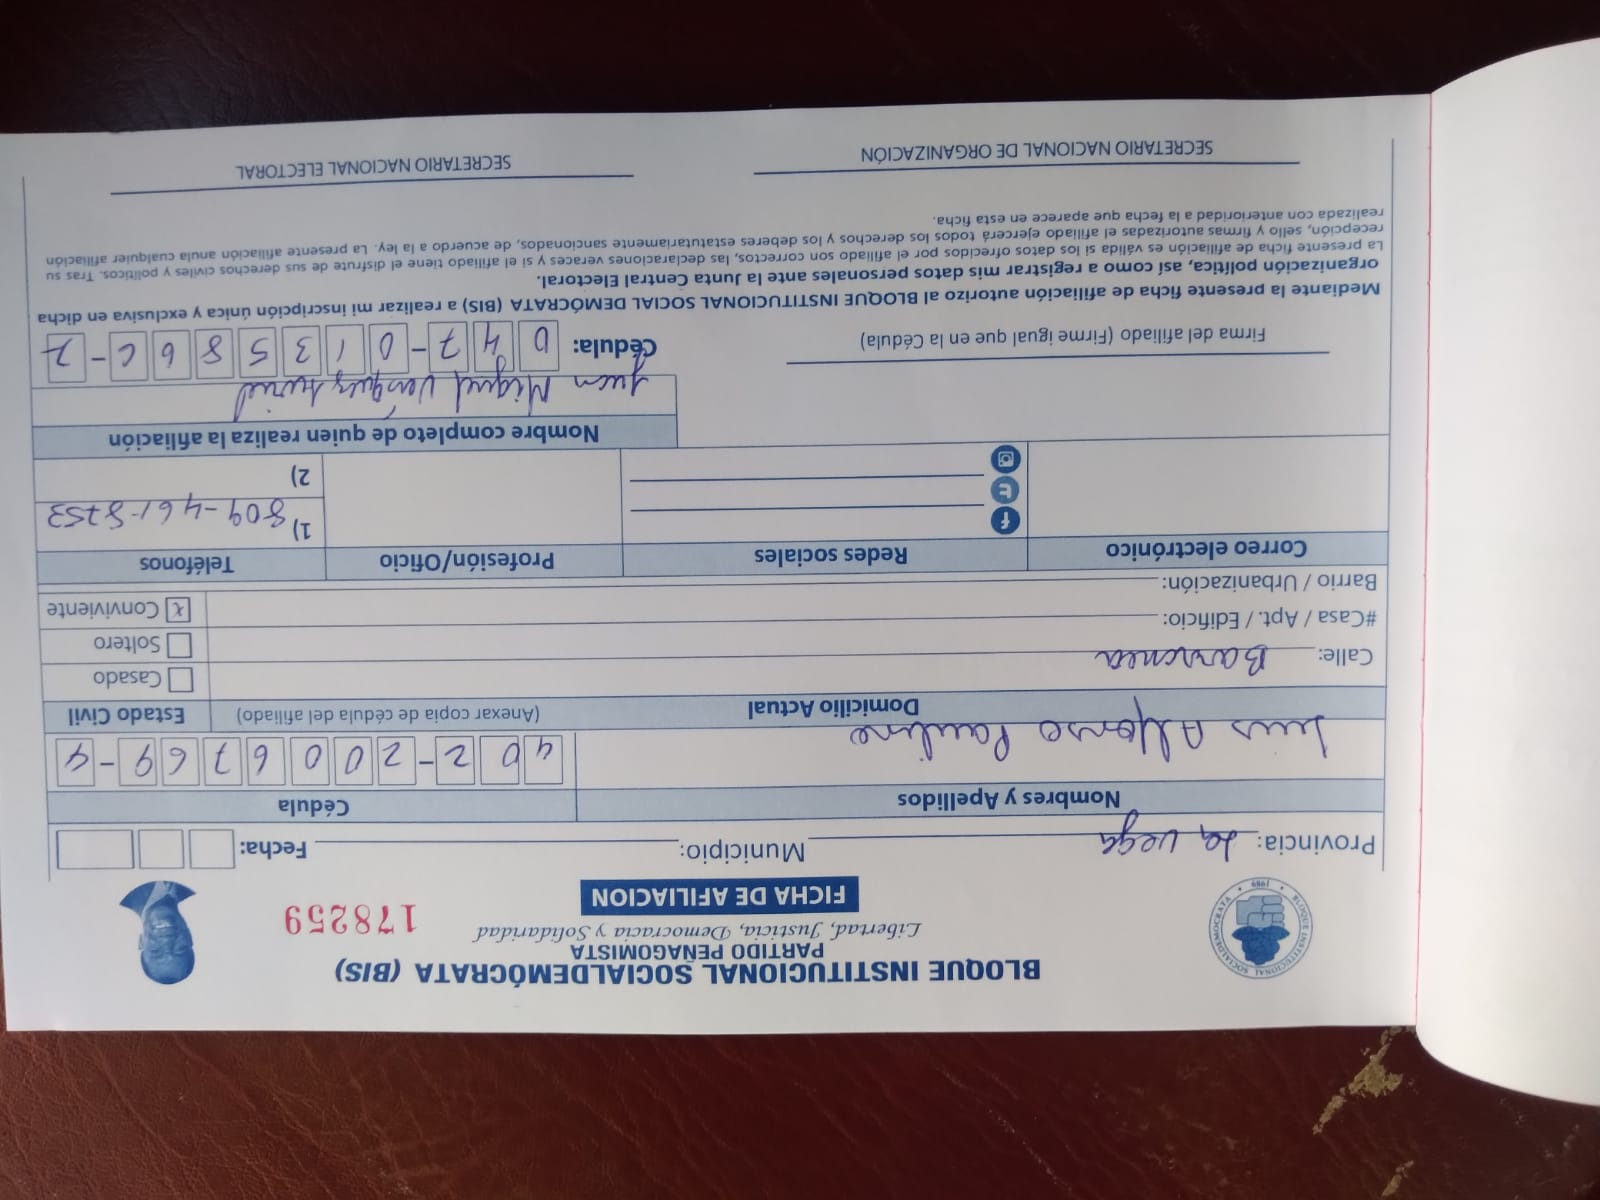 BLOQUE INSTITUCIONAL SOCIALDEMÓCRATA (BIS)
PARTIDO PEÑAGOMISTA
Libertad, Justicia, Democracia y Solidaridad
178259
FICHA DE AFILIACION
BLOQUE INSTITUCIONAL SOCIALDEMOCRATA • 1989 •
Provincia: La vega Municipio: Fecha:
Nombres y Apellidos Cédula
Luis Alfonso Paulino 402-2006769-4
Domicilio Actual (Anexar copia de cédula del afiliado) Estado Civil
Calle: Casado
#Casa / Apt. / Edificio: Soltero
Barrio / Urbanización: x Conviviente
Correo electrónico Redes sociales Profesión/Oficio Teléfonos
1) 809-461-8753
2)
Nombre completo de quien realiza la afiliación
Juan Miguel
Firma del afiliado (Firme igual que en la Cédula) Cédula: 047-0135866-7
Mediante la presente ficha de afiliación autorizo al BLOQUE INSTITUCIONAL SOCIAL DEMÓCRATA (BIS) a realizar mi inscripción única y exclusiva en dicha
organización política, así como a registrar mis datos personales ante la Junta Central Electoral.
La presente ficha de afiliación es válida si los datos ofrecidos por el afiliado son correctos, las declaraciones veraces y si el afiliado tiene el disfrute de sus derechos civiles y políticos. Tras su
recepción, sello y firmas autorizadas el afiliado ejercerá todos los derechos y los deberes estatutariamente sancionados, de acuerdo a la ley. La presente afiliación anula cualquier afiliación
realizada con anterioridad a la fecha que aparece en esta ficha.
SECRETARIO NACIONAL DE ORGANIZACIÓN SECRETARIO NACIONAL ELECTORAL